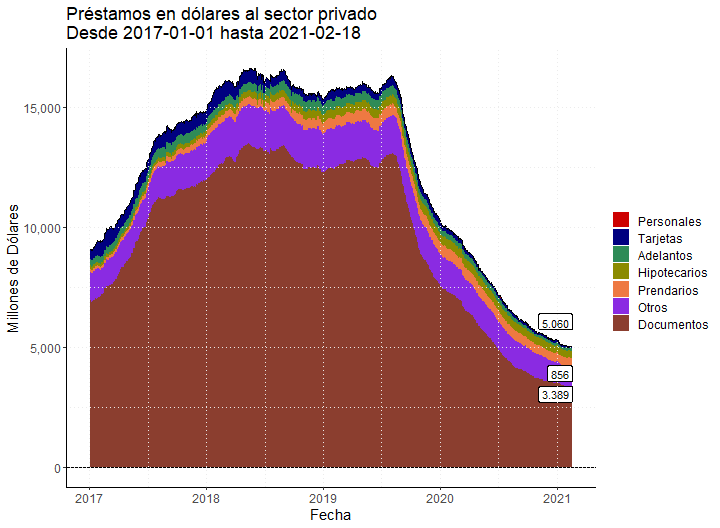 Préstamos en dólares al sector privado
Desde 2017-01-01 hasta 2021-02-18
Millones de Dólares
15,000
10,000
5,000
0
5.060
856
3.389
2017
2018
2019
2020
2021
Fecha
Personales
Tarjetas
Adelantos
Hipotecarios
Prendarios
Otros
Documentos